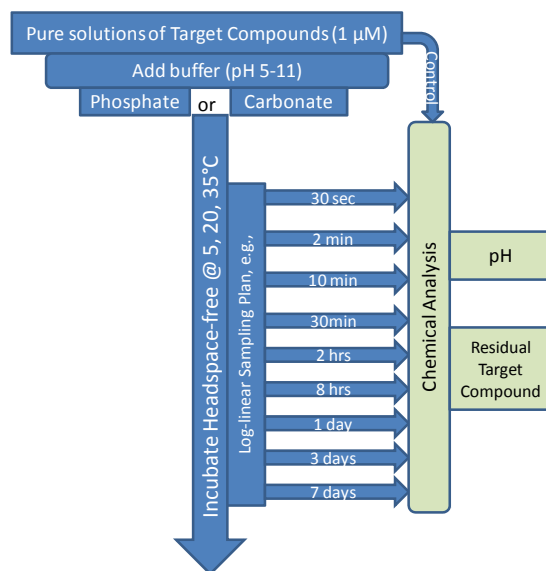 Pure solutions of Target Compounds (1 µM)
Add buffer (pH 5-11)
Phosphate or Carbonate
Control
Incubate Headspace-free @ 5, 20, 35°C
Log-linear Sampling Plan, e.g.,
30 sec
2 min
10 min
30min
2 hrs
8 hrs
1 day
3 days
7 days
Chemical Analysis
pH
Residual
Target
Compound